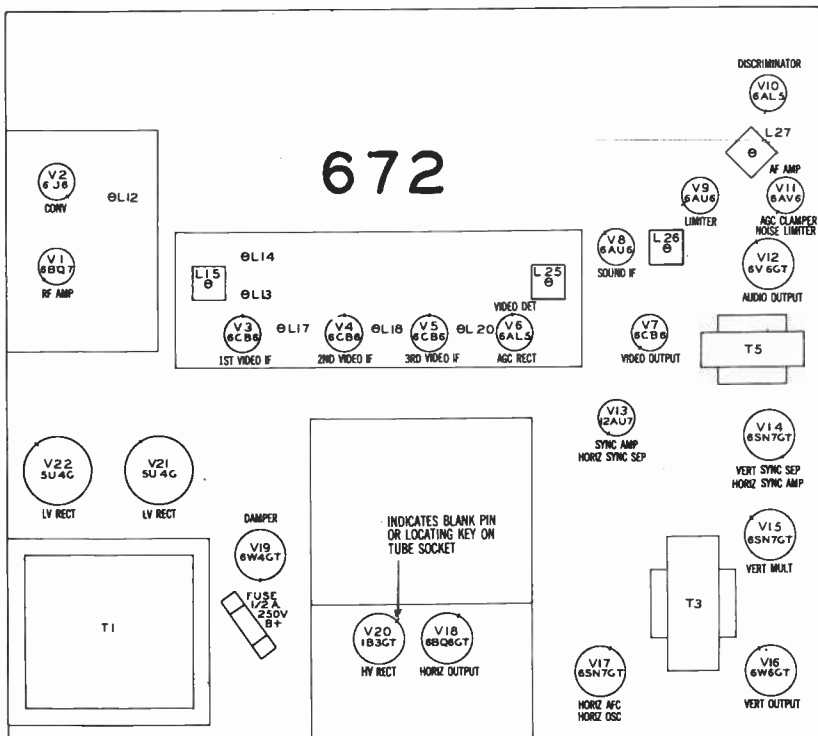 DISCRIMINATOR
V10
6AL5
L27
672
V2
6J6
CONV
ΘL12
Θ
AF AMP
V9
6AU6
LIMITER
V11
6AV6
AGC CLAMPER
NOISE LIMITER
V1
6BQ7
RF AMP
ΘL14
L15
Θ
ΘL13
L25
Θ
V8
6AU6
SOUND IF
L26
Θ
V12
6V6GT
AUDIO OUTPUT
VIDEO DET
V3
6CB6
1ST VIDEO IF
ΘL17
V4
6CB6
2ND VIDEO IF
ΘL18
V5
6CB6
3RD VIDEO IF
ΘL20
V6
6AL5
AGC RECT
V7
6CB6
VIDEO OUTPUT
T5
V13
12AU7
SYNC AMP
HORIZ SYNC SEP
V14
6SN7GT
VERT SYNC SEP
HORIZ SYNC AMP
V22
5U4G
LV RECT
V21
5U4G
LV RECT
DAMPER
V19
6W4GT
INDICATES BLANK PIN
OR LOCATING KEY ON
TUBE SOCKET
V15
6SN7GT
VERT MULT
FUSE
1/2 A
250V
B+
T1
T3
V20
1B3GT
HV RECT
V18
6BQ6GT
HORIZ OUTPUT
V17
6SN7GT
HORIZ AFC
HORIZ OSC
V16
6W6GT
VERT OUTPUT